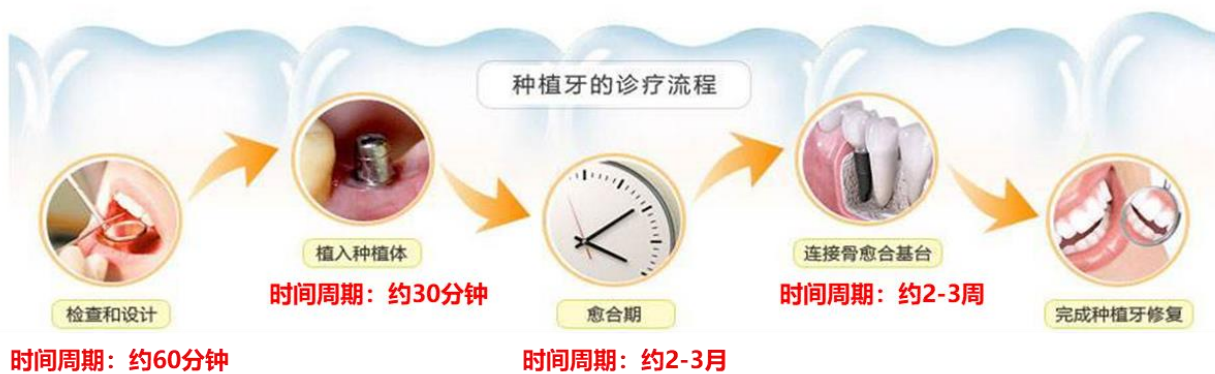 种植牙的诊疗流程
检查和设计
时间周期：约60分钟
植入种植体
时间周期：约30分钟
愈合期
时间周期：约2-3月
连接骨愈合基台
时间周期：约2-3周
完成种植牙修复